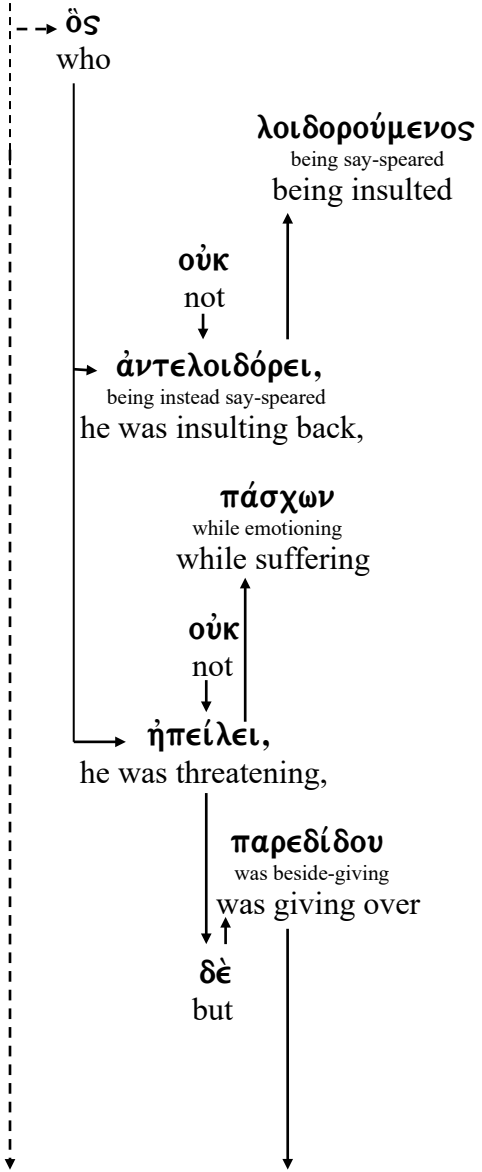 ὃς
who
λοιδορούμενος
being say-speared
being insulted
οὐκ
not
ἀντελοιδόρει,
being instead say-speared
he was insulting back,
πάσχων
while emotioning
while suffering
οὐκ
not
ἠπείλει,
he was threatening,
παρεδίδου
was beside-giving
was giving over
δὲ
but